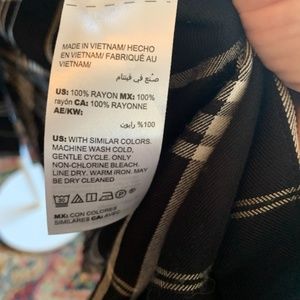 MADE IN VIETNAM/ HECHO
EN VIETNAM/ FABRIQUÉ AU
VIETNAM/
صنع في فيتنام
US: 100% RAYON MX: 100%
rayón CA: 100% RAYONNE
AE/KW:
100% رايون
US: WITH SIMILAR COLORS.
MACHINE WASH COLD,
GENTLE CYCLE. ONLY
NON-CHLORINE BLEACH.
LINE DRY. WARM IRON. MAY
BE DRY CLEANED
MX: CON COLORES
SIMILARES CA: AVEC